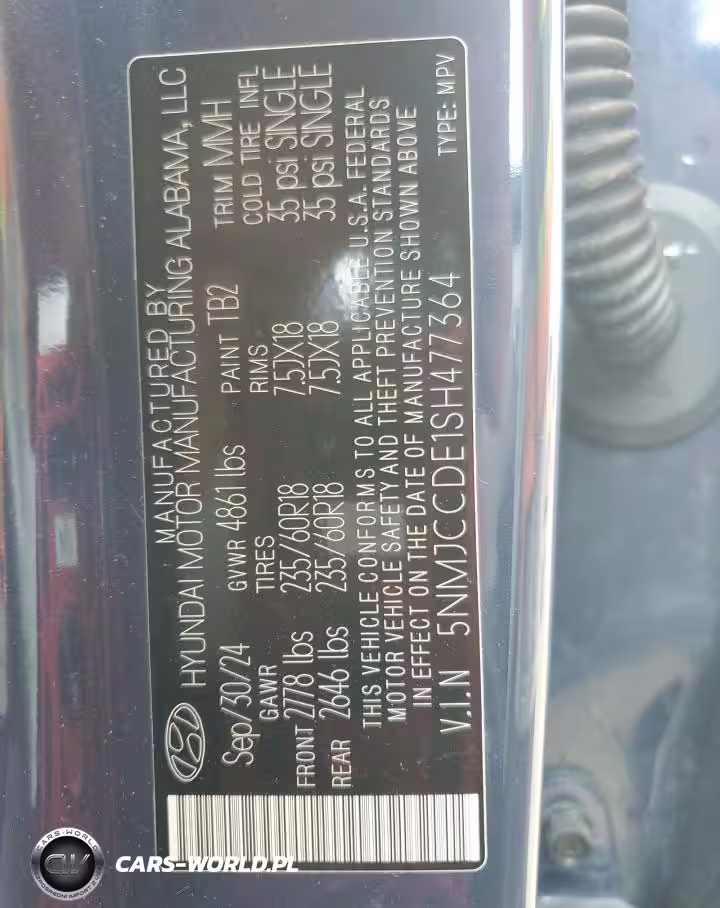 MANUFACTURED BY
HYUNDAI MOTOR MANUFACTURING ALABAMA, LLC
Sep/30/24 GVWR 4861 lbs PAINT TB2 TRIM MMH
GAWR TIRES RIMS COLD TIRE INFL
FRONT 2778 lbs 235/60R18 7.5JX18 35 psi SINGLE
REAR 2646 lbs 235/60R18 7.5JX18 35 psi SINGLE
THIS VEHICLE CONFORMS TO ALL APPLICABLE U.S.A. FEDERAL
MOTOR VEHICLE SAFETY AND THEFT PREVENTION STANDARDS
IN EFFECT ON THE DATE OF MANUFACTURE SHOWN ABOVE
V.I.N 5NMJCCDE1SH477364 TYPE: MPV
CARS-WORLD
CW
CARS-WORLD.PL